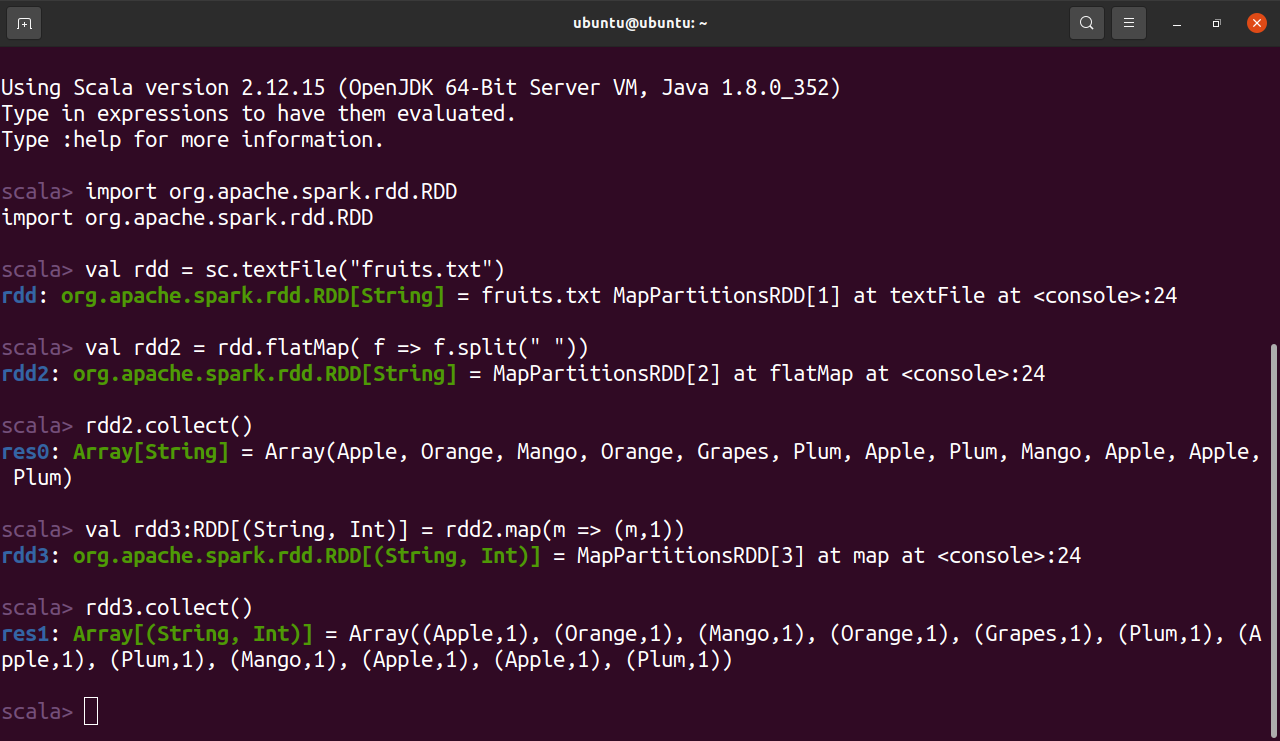 ubuntu@ubuntu: ~
Using Scala version 2.12.15 (OpenJDK 64-Bit Server VM, Java 1.8.0_352)
Type in expressions to have them evaluated.
Type :help for more information.
scala> import org.apache.spark.rdd.RDD
import org.apache.spark.rdd.RDD
scala> val rdd = sc.textFile("fruits.txt")
rdd: org.apache.spark.rdd.RDD[String] = fruits.txt MapPartitionsRDD[1] at textFile at <console>:24
scala> val rdd2 = rdd.flatMap( f => f.split(" "))
rdd2: org.apache.spark.rdd.RDD[String] = MapPartitionsRDD[2] at flatMap at <console>:24
scala> rdd2.collect()
res0: Array[String] = Array(Apple, Orange, Mango, Orange, Grapes, Plum, Apple, Plum, Mango, Apple, Apple,
 Plum)
scala> val rdd3:RDD[(String, Int)] = rdd2.map(m => (m,1))
rdd3: org.apache.spark.rdd.RDD[(String, Int)] = MapPartitionsRDD[3] at map at <console>:24
scala> rdd3.collect()
res1: Array[(String, Int)] = Array((Apple,1), (Orange,1), (Mango,1), (Orange,1), (Grapes,1), (Plum,1), (A
pple,1), (Plum,1), (Mango,1), (Apple,1), (Apple,1), (Plum,1))
scala>